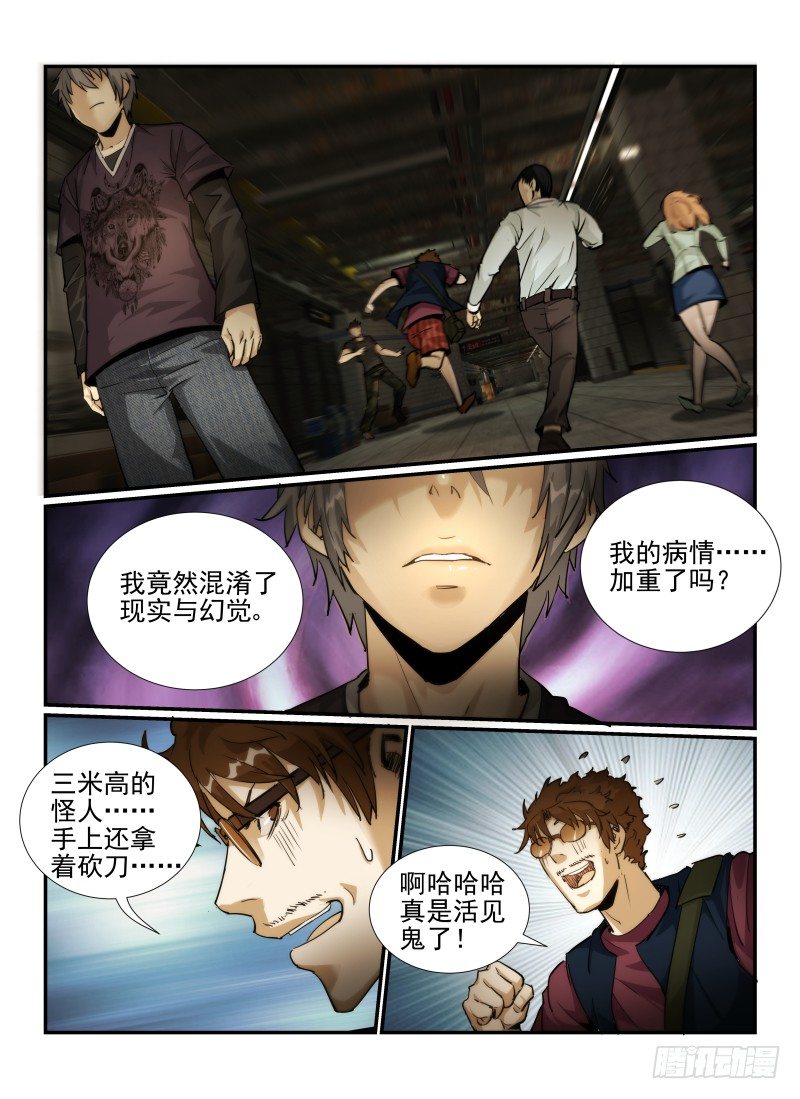 我竟然混淆了
现实与幻觉。
我的病情……
加重了吗？
三米高的
怪人……
手上还拿
着砍刀……
啊哈哈哈
真是活见
鬼了！
腾讯动漫